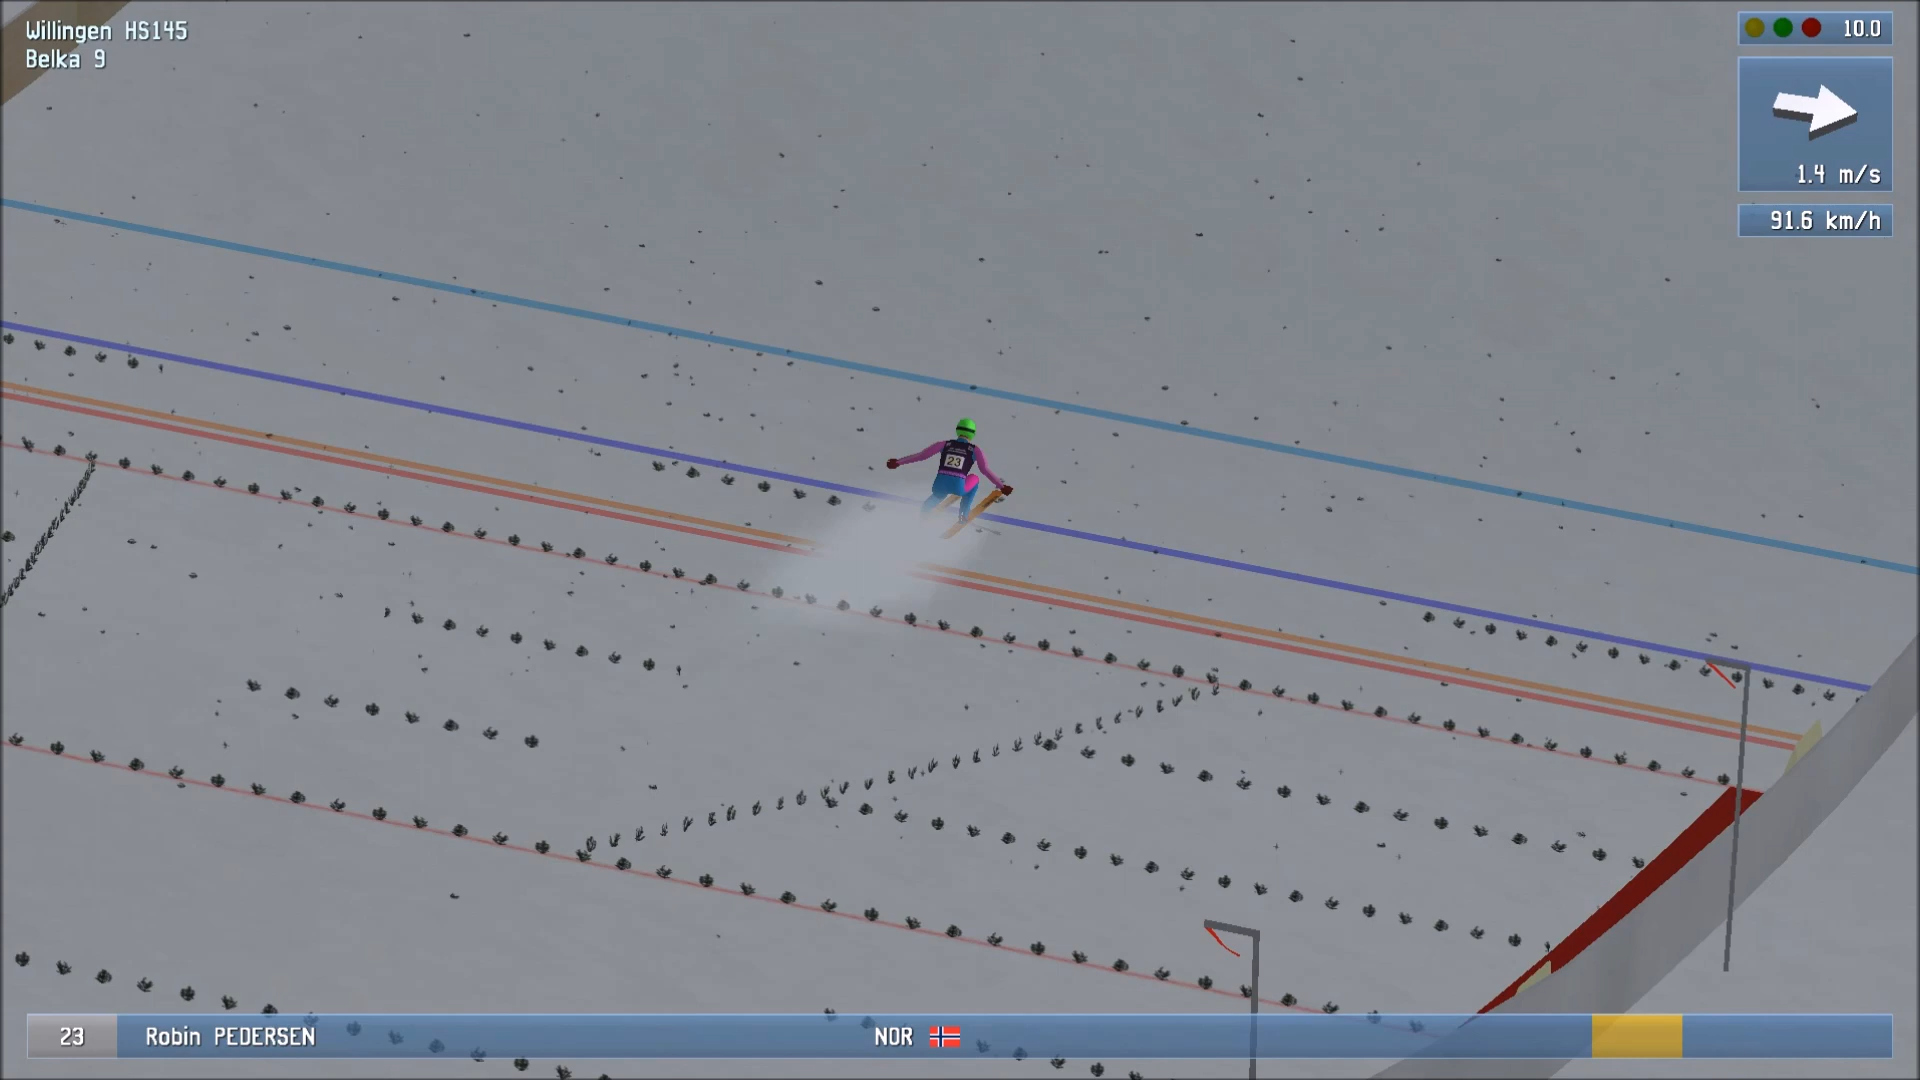 Willingen HS145
Belka 9
10.0
1.4 m/s
91.6 km/h
23
23 Robin PEDERSEN NOR